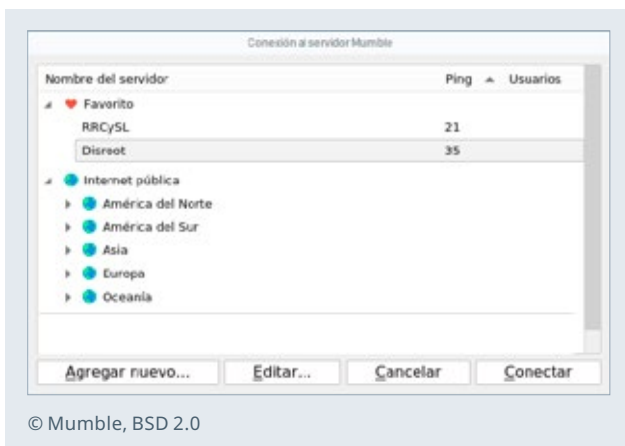 Conexión al servidor Mumble
Nombre del servidor Ping Usuarios
Favorito
RRCySL 21
Disroot 35
Internet pública
América del Norte
América del Sur
Asia
Europa
Oceanía
Agregar nuevo... Editar... Cancelar Conectar
© Mumble, BSD 2.0